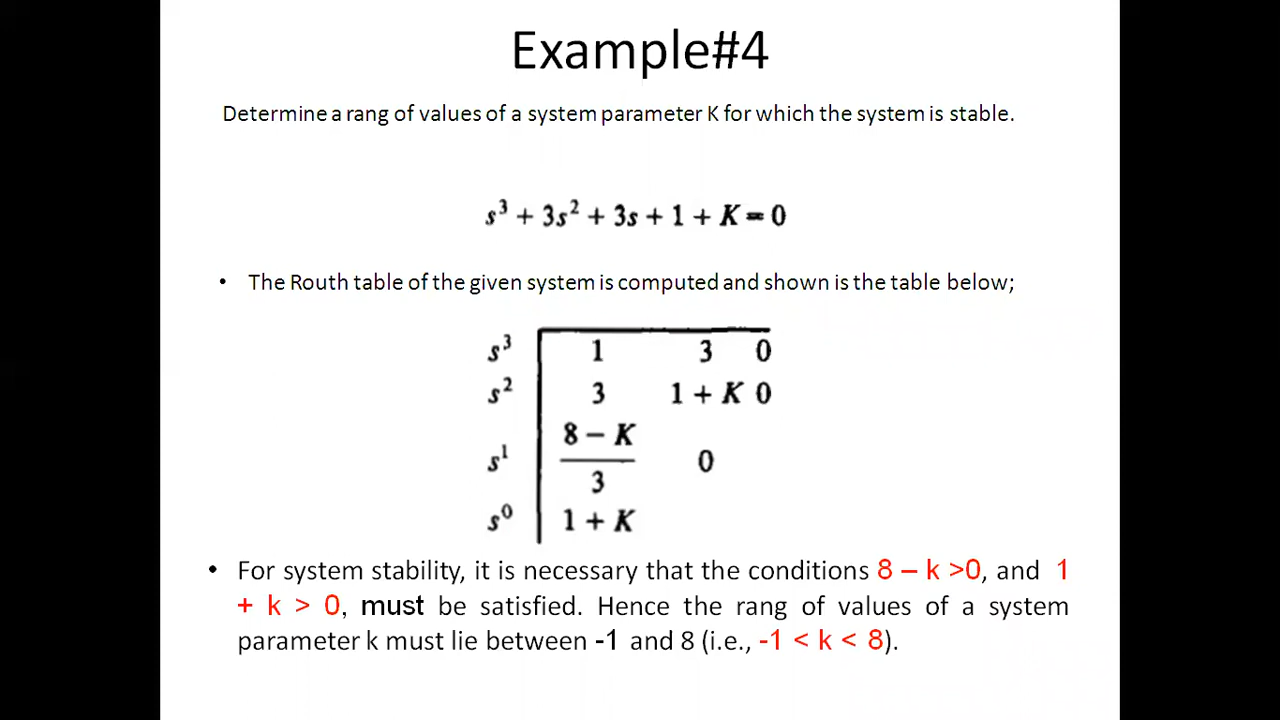 Example#4
Determine a rang of values of a system parameter K for which the system is stable.
s³ + 3s² + 3s + 1 + K = 0
• The Routh table of the given system is computed and shown is the table below;
s³ 1 3 0
s² 3 1 + K 0
8 – K
s¹ 0
3
s⁰ 1 + K
• For system stability, it is necessary that the conditions 8 – k >0, and 1
+ k > 0, must be satisfied. Hence the rang of values of a system
parameter k must lie between -1 and 8 (i.e., -1 < k < 8).